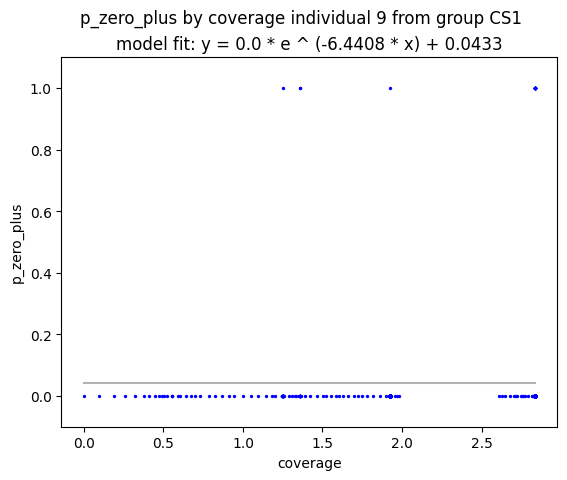 p_zero_plus by coverage individual 9 from group CS1
model fit: y = 0.0 * e ^ (-6.4408 * x) + 0.0433
1.0
0.8
0.6
0.4
0.2
0.0
p_zero_plus
0.0 0.5 1.0 1.5 2.0 2.5
coverage